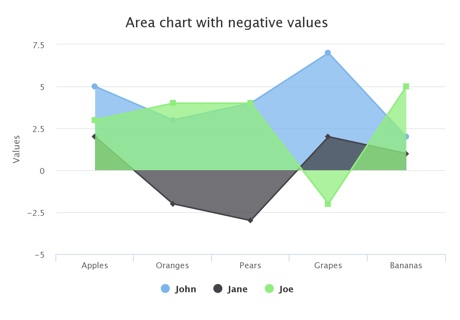 Area chart with negative values
7.5
5
2.5
0
−2.5
−5
Values
Apples Oranges Pears Grapes Bananas
John Jane Joe